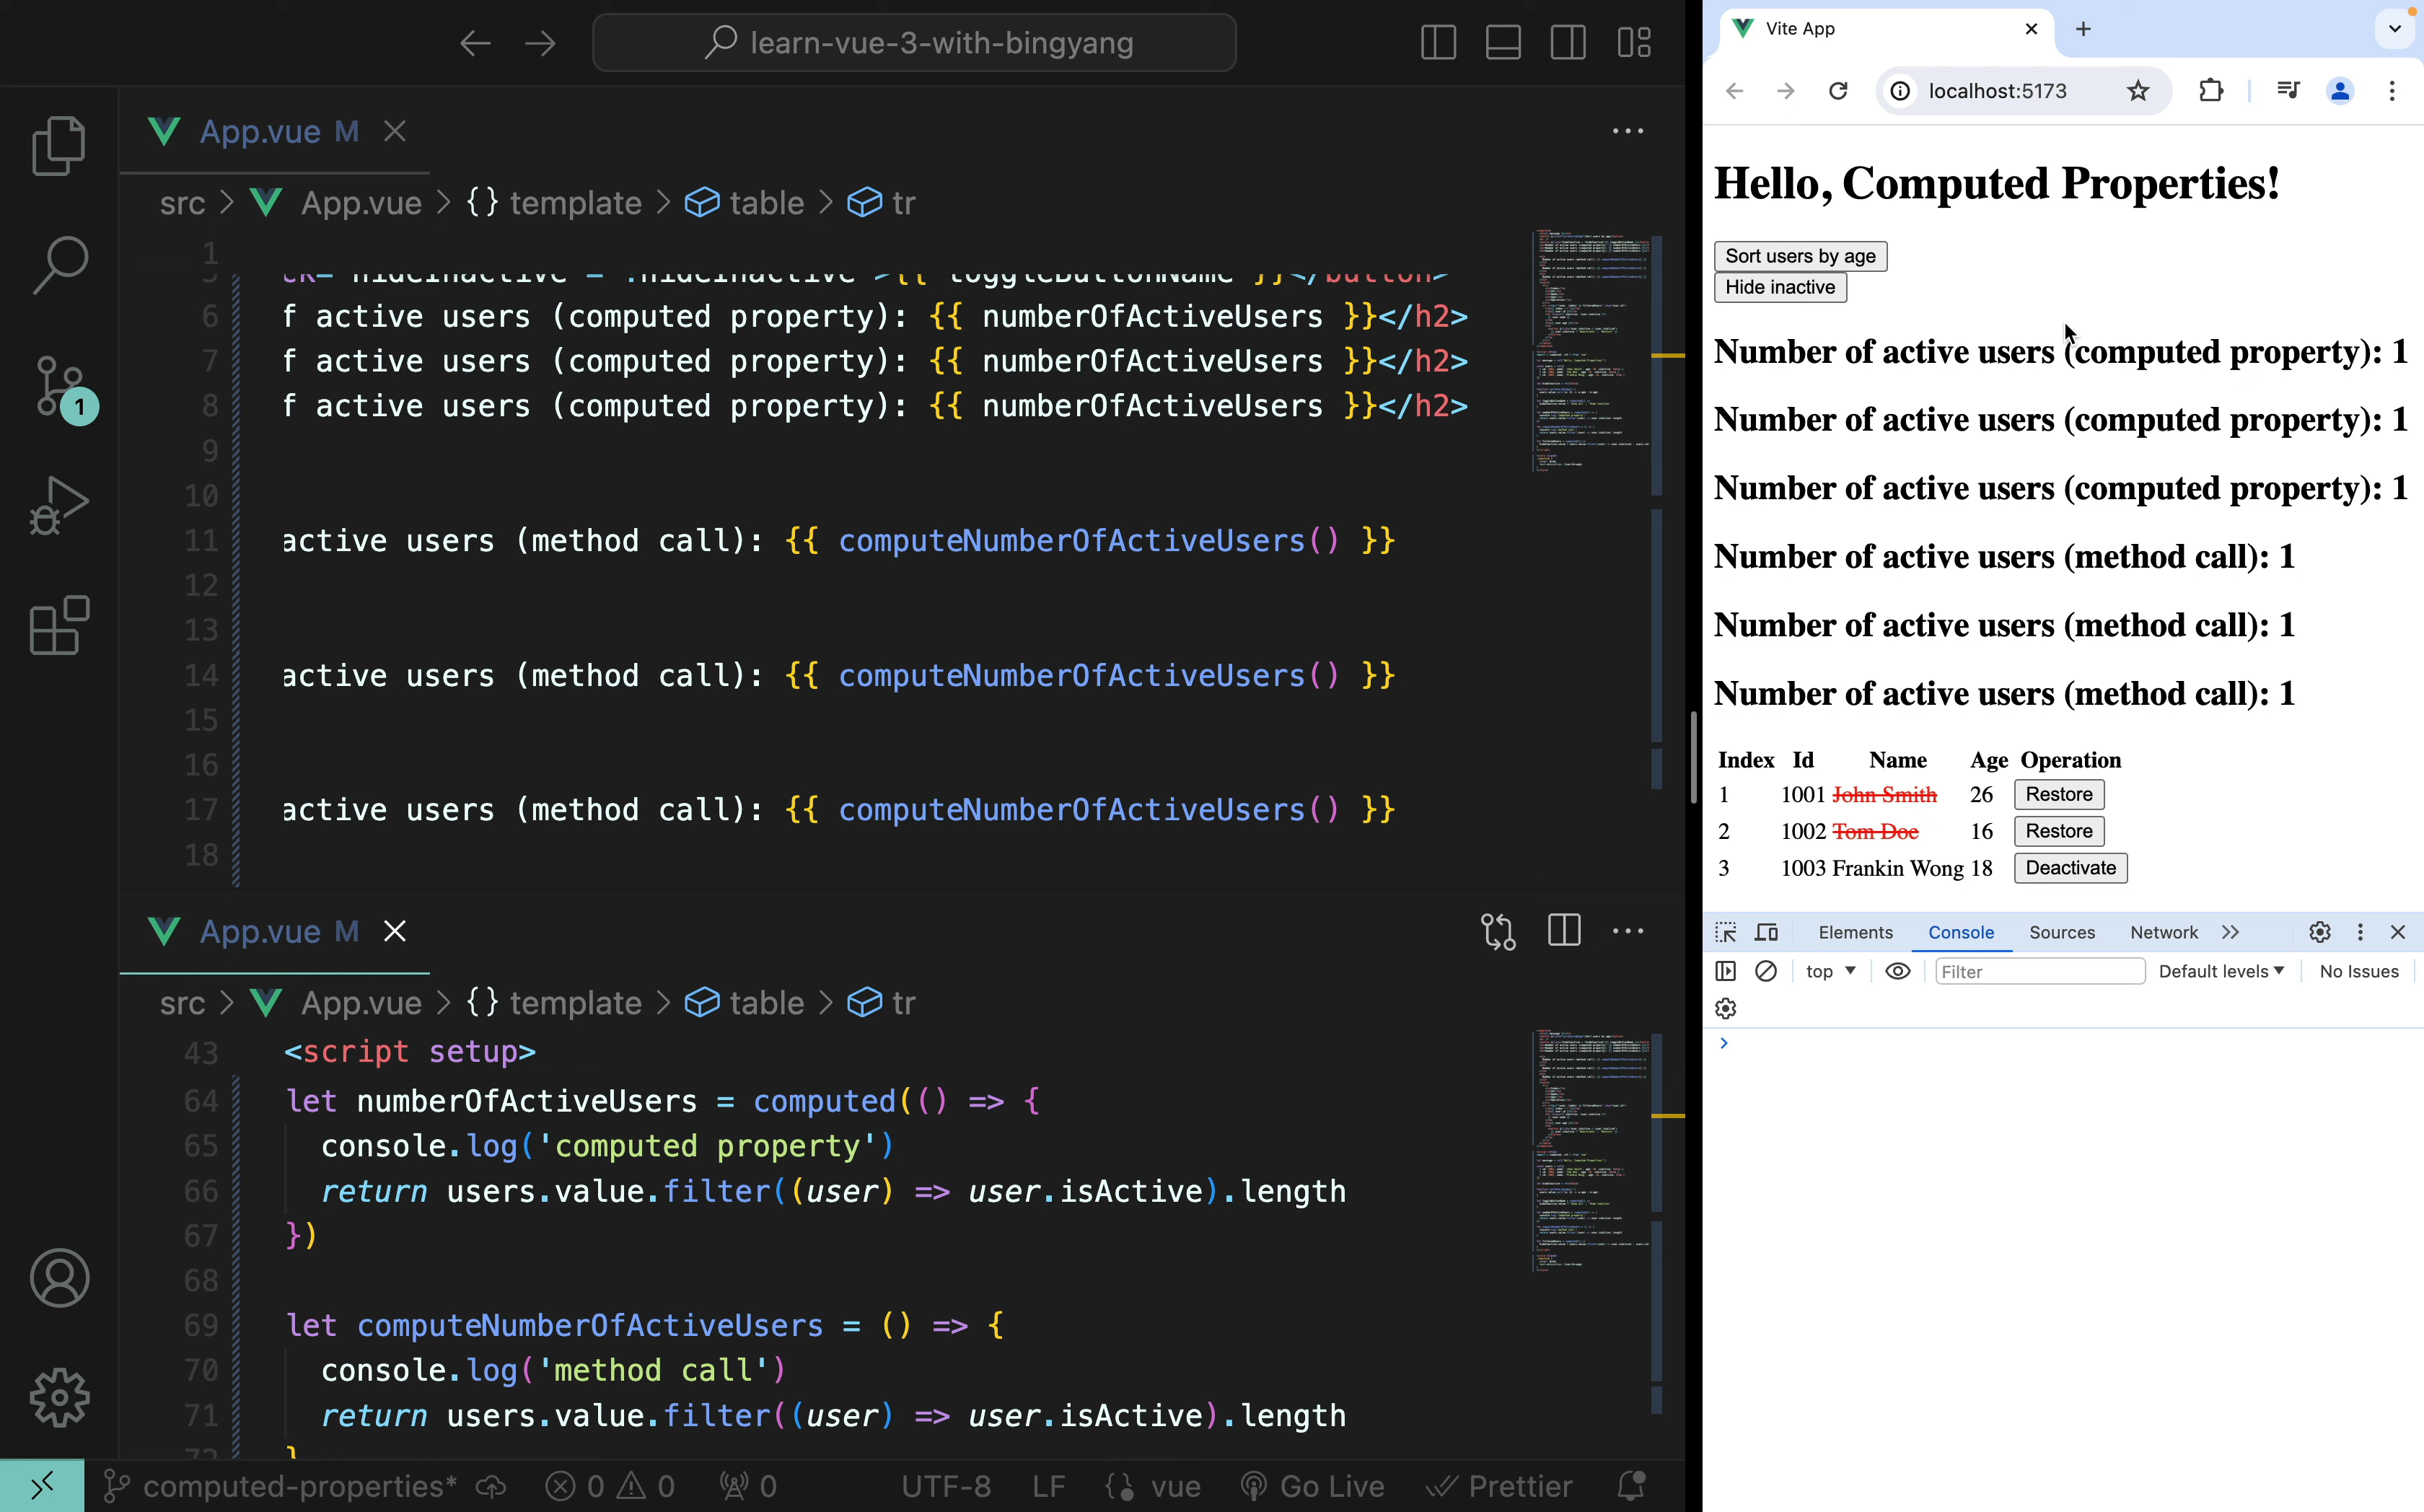 learn-vue-3-with-bingyang
App.vue M
src > App.vue > {} template > table > tr
1
6 f active users (computed property): {{ numberOfActiveUsers }}</h2>
7 f active users (computed property): {{ numberOfActiveUsers }}</h2>
8 f active users (computed property): {{ numberOfActiveUsers }}</h2>
9
10
11 active users (method call): {{ computeNumberOfActiveUsers() }}
12
13
14 active users (method call): {{ computeNumberOfActiveUsers() }}
15
16
17 active users (method call): {{ computeNumberOfActiveUsers() }}
18
App.vue M
src > App.vue > {} template > table > tr
43 <script setup>
64 let numberOfActiveUsers = computed(() => {
65 console.log('computed property')
66 return users.value.filter((user) => user.isActive).length
67 })
68
69 let computeNumberOfActiveUsers = () => {
70 console.log('method call')
71 return users.value.filter((user) => user.isActive).length
72 }
computed-properties* 0 0 0 UTF-8 LF {} vue Go Live Prettier
1
Vite App
localhost:5173
Hello, Computed Properties!
Sort users by age
Hide inactive
Number of active users (computed property): 1
Number of active users (computed property): 1
Number of active users (computed property): 1
Number of active users (method call): 1
Number of active users (method call): 1
Number of active users (method call): 1
Index Id Name Age Operation
1 1001 John Smith 26 Restore
2 1002 Tom Doe 16 Restore
3 1003 Frankin Wong 18 Deactivate
Elements Console Sources Network
top Filter Default levels No Issues